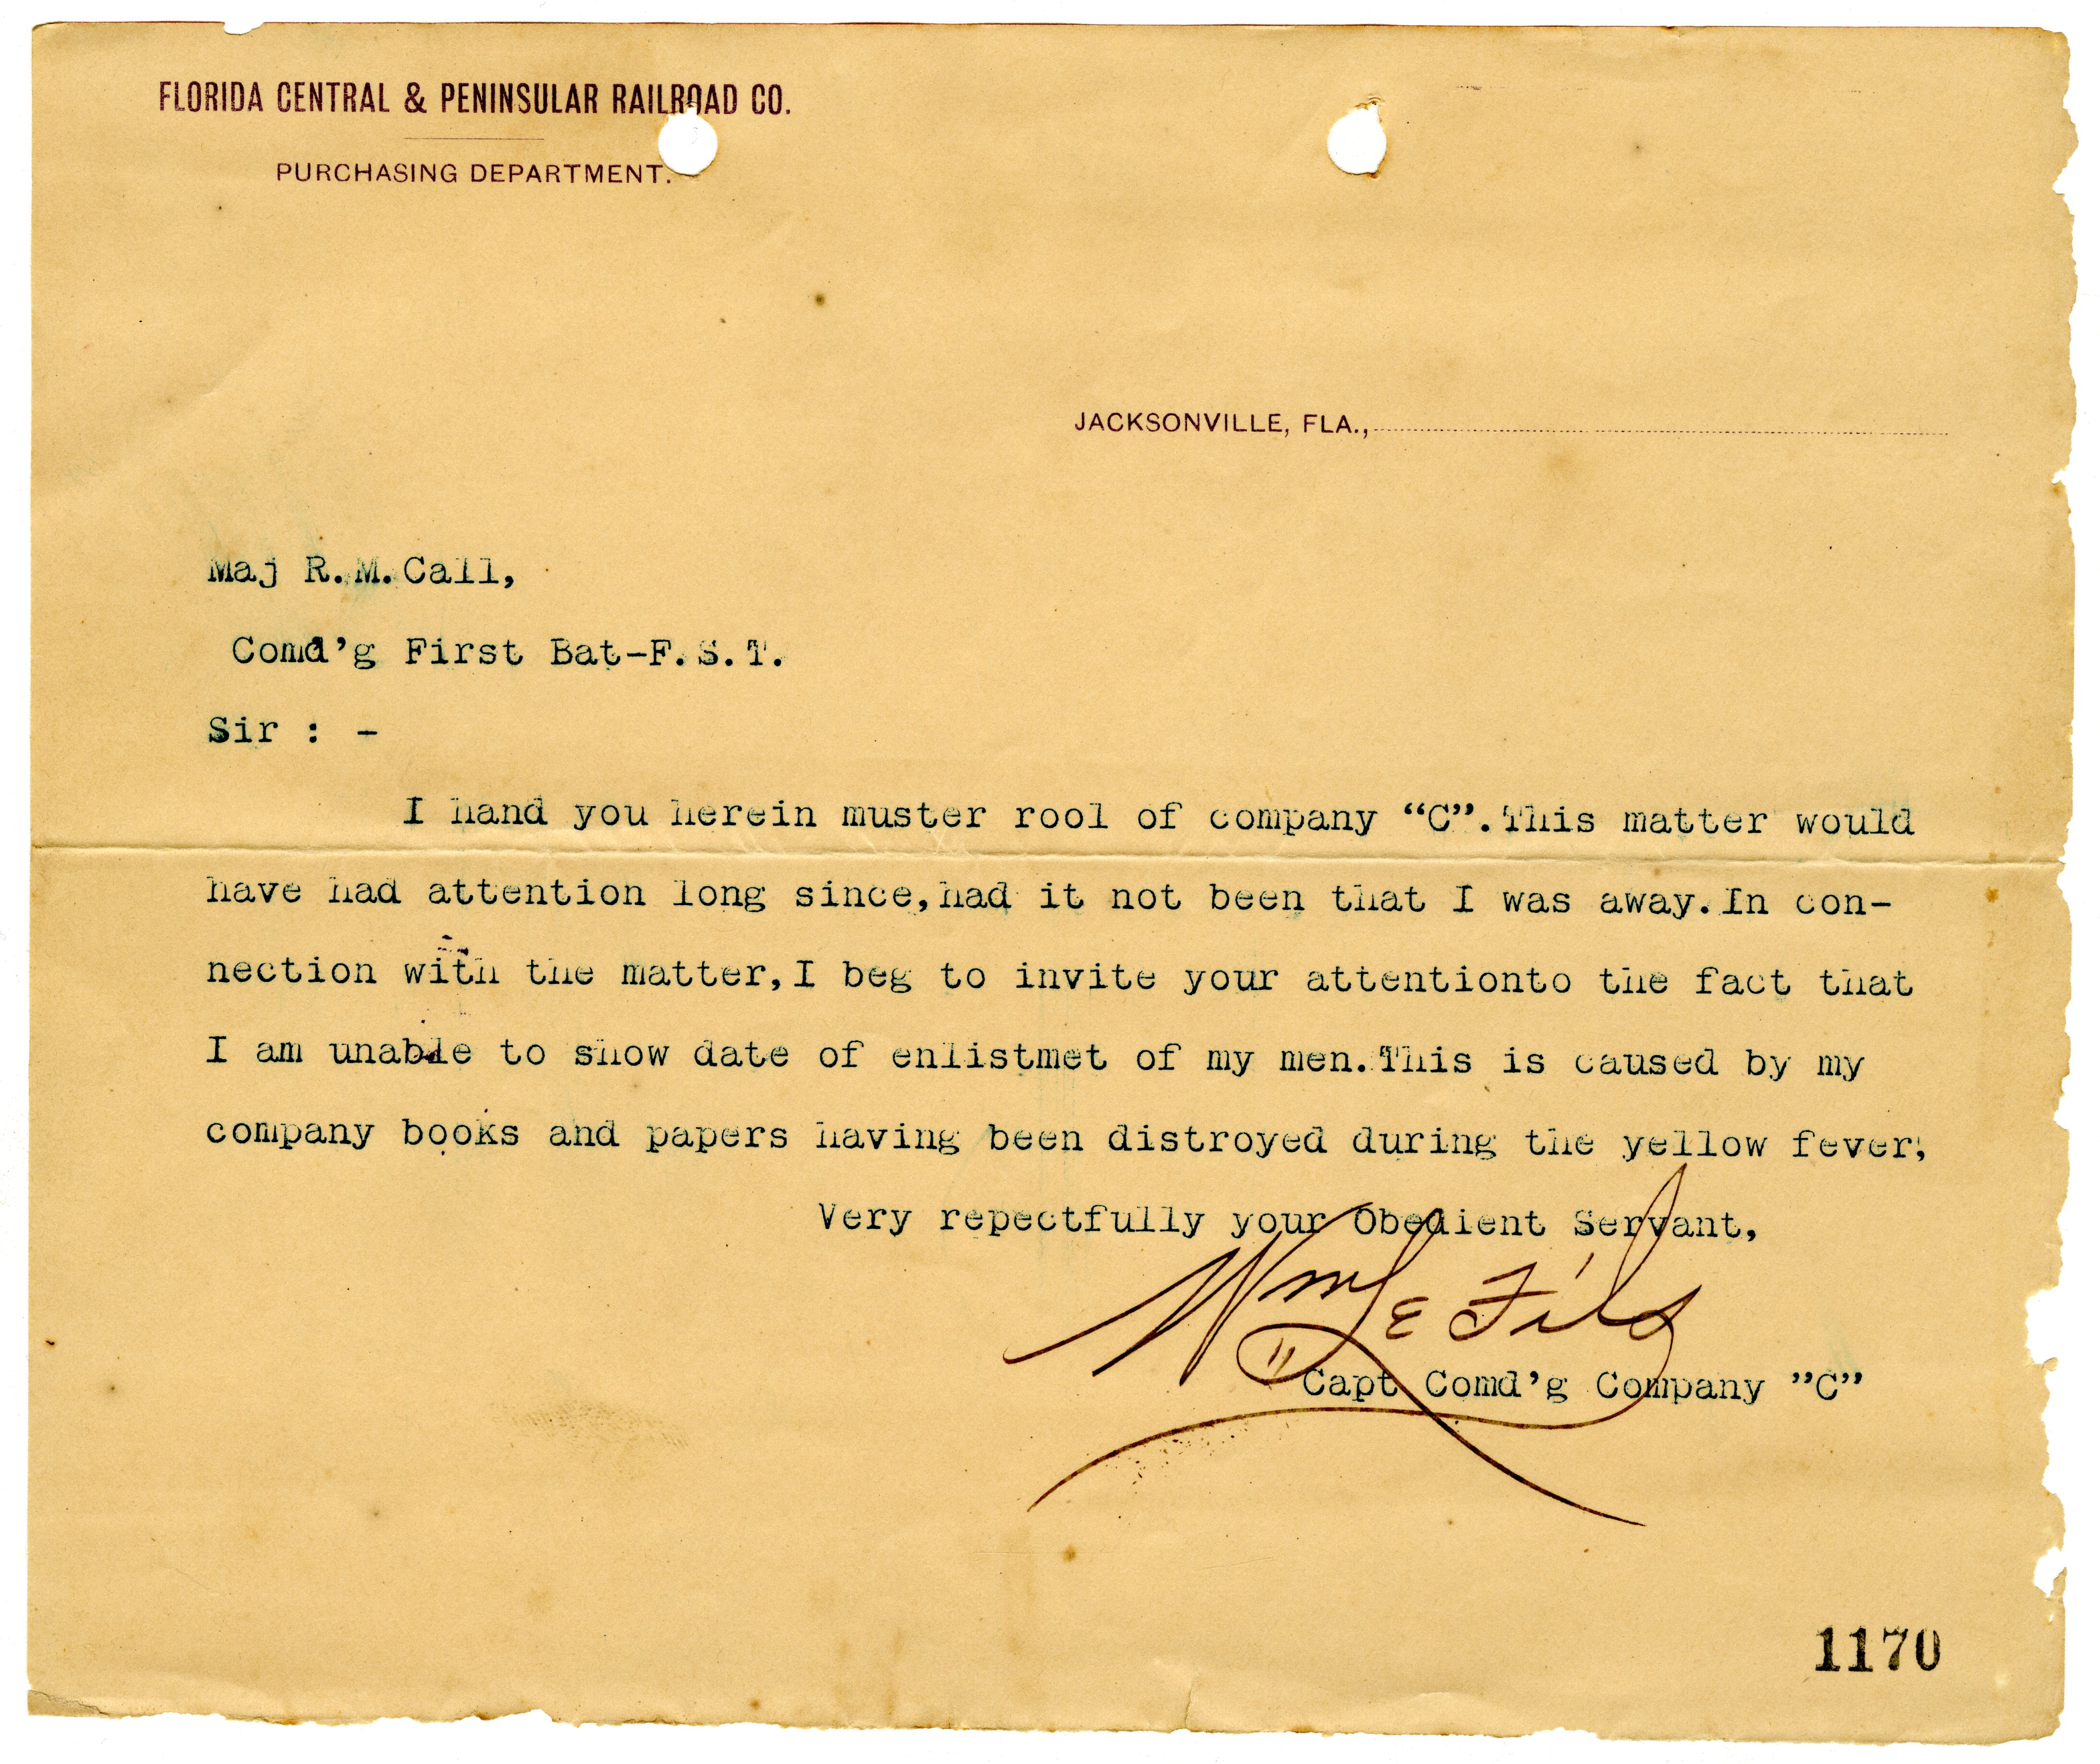 FLORIDA CENTRAL & PENINSULAR RAILROAD CO.
PURCHASING DEPARTMENT.
JACKSONVILLE, FLA.,
Maj R.M.Call,
Comd'g First Bat-F.S.T.
Sir : -
I hand you herein muster rool of company “C”.This matter would
have had attention long since,had it not been that I was away.In con-
nection with the matter,I beg to invite your attentionto the fact that
I am unable to show date of enlistmet of my men.This is caused by my
company books and papers having been distroyed during the yellow fever,
Very repectfully your Obedient Servant,
Wm
Capt Comd'g Company ”C”
1170